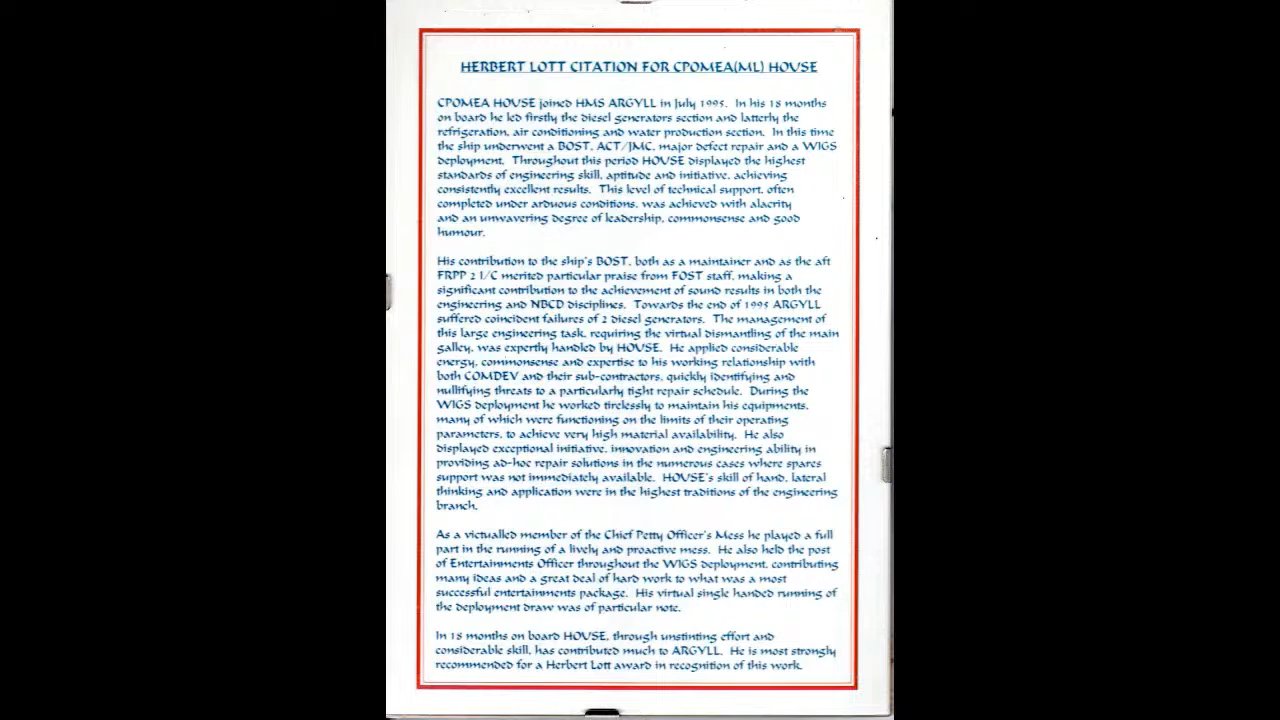 HERBERT LOTT CITATION FOR CPOMEA(ML) HOUSE
CPOMEA HOUSE joined HMS ARGYLL in July 1995. In his 18 months
on board he led firstly the diesel generators section and latterly the
refrigeration, air conditioning and water production section. In this time
the ship underwent a BOST, ACT/JMC, major defect repair and a WIGS
deployment. Throughout this period HOUSE displayed the highest
standards of engineering skill, aptitude and initiative, achieving
consistently excellent results. This level of technical support, often
completed under arduous conditions, was achieved with alacrity
and an unwavering degree of leadership, commonsense and good
humour.
His contribution to the ship's BOST, both as a maintainer and as the aft
FRPP 2 I/C merited particular praise from FOST staff, making a
significant contribution to the achievement of sound results in both the
engineering and NBCD disciplines. Towards the end of 1995 ARGYLL
suffered coincident failures of 2 diesel generators. The management of
this large engineering task, requiring the virtual dismantling of the main
galley, was expertly handled by HOUSE. He applied considerable
energy, commonsense and expertise to his working relationship with
both COMDEV and their sub-contractors, quickly identifying and
nullifying threats to a particularly tight repair schedule. During the
WIGS deployment he worked tirelessly to maintain his equipments,
many of which were functioning on the limits of their operating
parameters, to achieve very high material availability. He also
displayed exceptional initiative, innovation and engineering ability in
providing ad-hoc repair solutions in the numerous cases where spares
support was not immediately available. HOUSE's skill of hand, lateral
thinking and application were in the highest traditions of the engineering
branch.
As a victualled member of the Chief Petty Officer's Mess he played a full
part in the running of a lively and proactive mess. He also held the post
of Entertainments Officer throughout the WIGS deployment, contributing
many ideas and a great deal of hard work to what was a most
successful entertainments package. His virtual single handed running of
the deployment draw was of particular note.
In 18 months on board HOUSE, through unstinting effort and
considerable skill, has contributed much to ARGYLL. He is most strongly
recommended for a Herbert Lott award in recognition of this work.